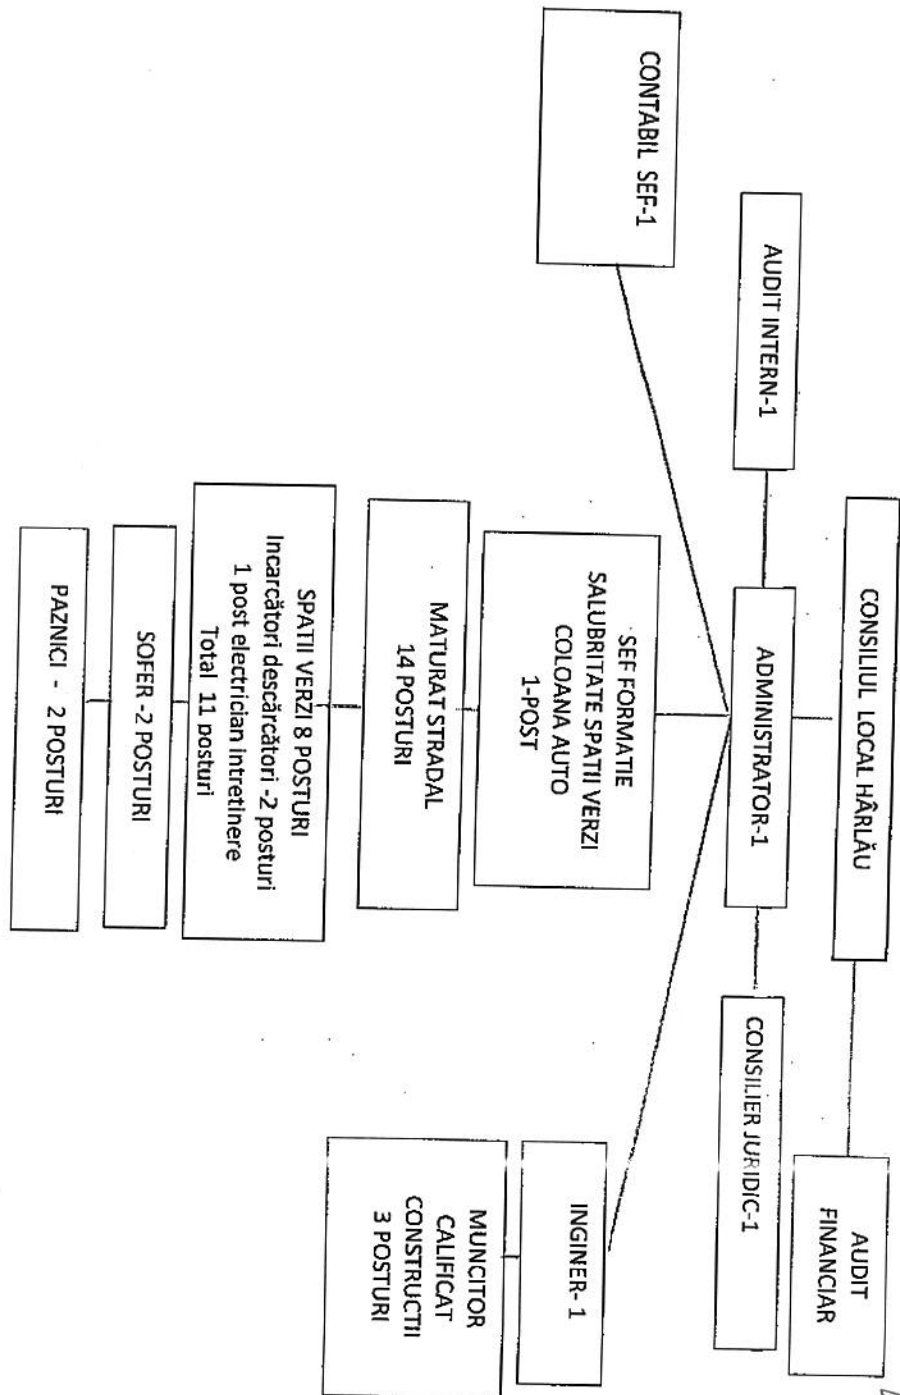 CONSILIUL LOCAL HÂRLĂU
AUDIT
FINANCIAR
AUDIT INTERN-1
ADMINISTRATOR-1
CONSILIER JURIDIC-1
CONTABIL SEF-1
SEF FORMATIE
SALUBRITATE SPATII VERZI
COLOANA AUTO
1-POST
INGINER- 1
MATURAT STRADAL
14 POSTURI
MUNCITOR
CALIFICAT
CONSTRUCTII
3 POSTURI
SPATII VERZI 8 POSTURI
Incarcători descărcători -2 posturi
1 post electrician intretinere
Total 11 posturi
SOFER -2 POSTURI
PAZNICI - 2 POSTURI